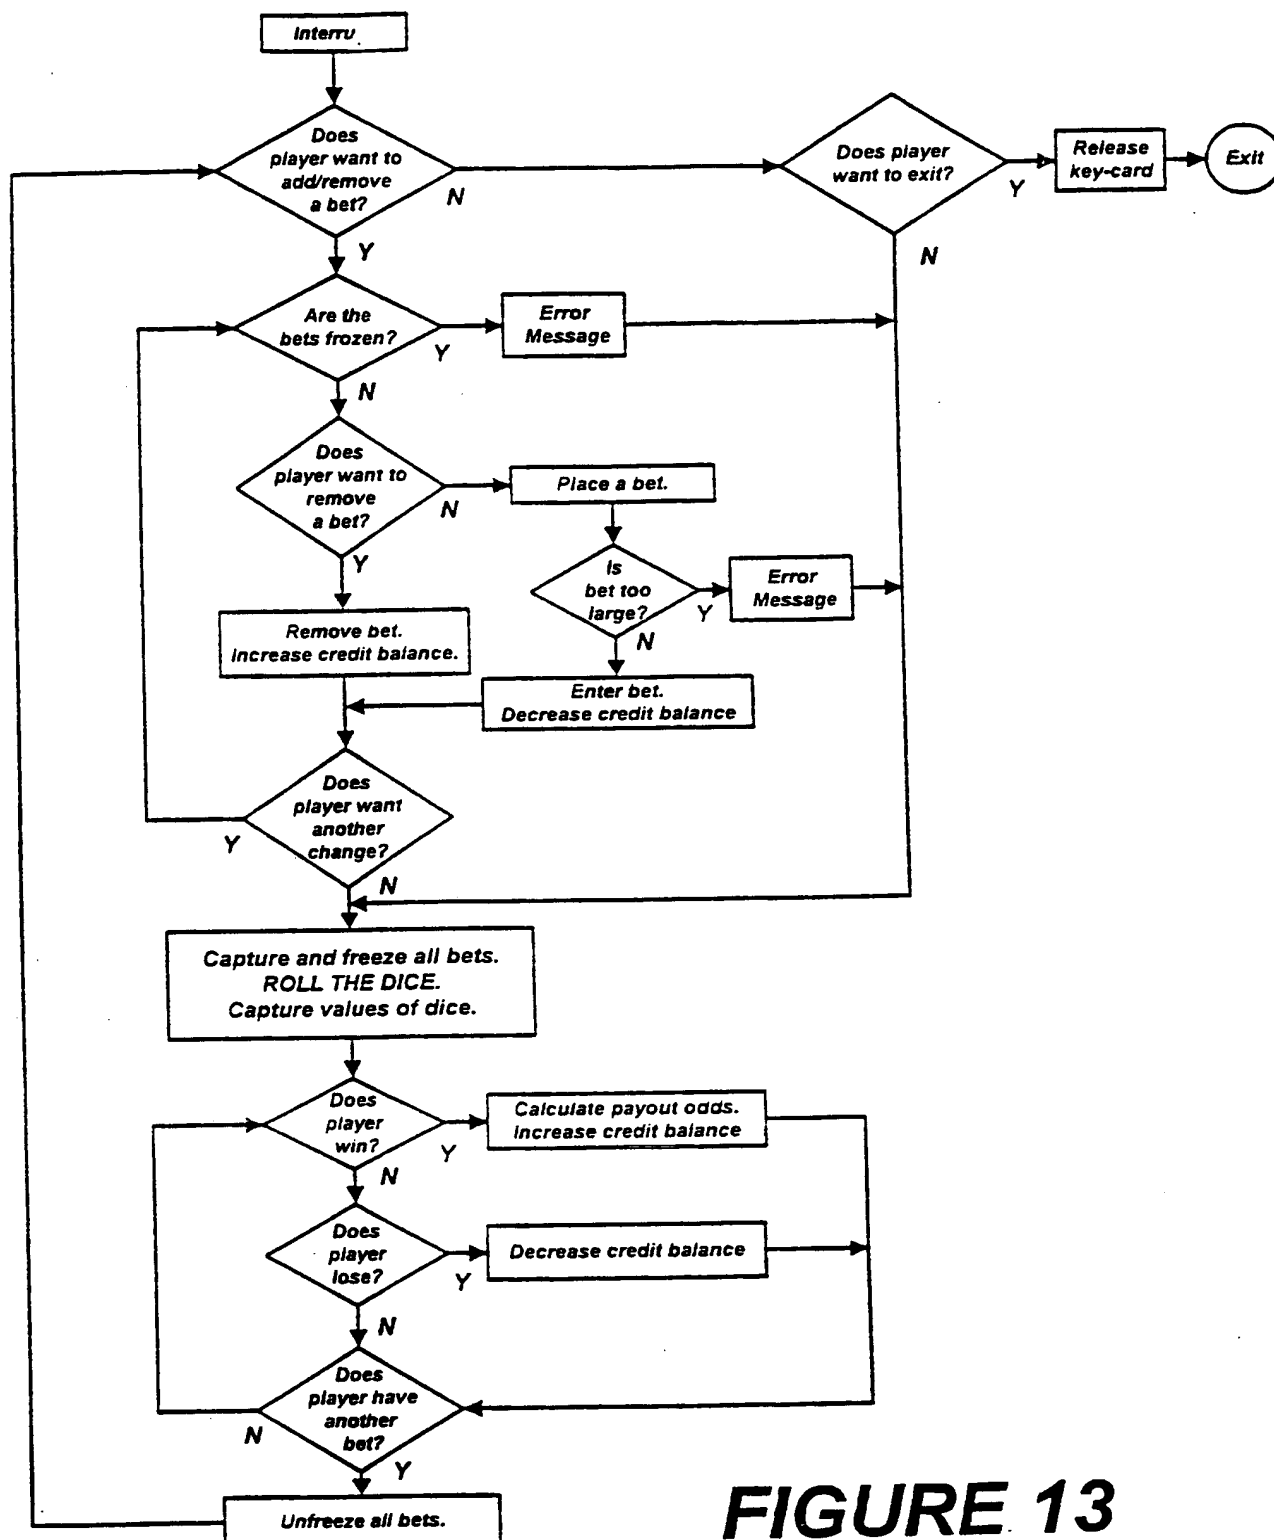 Interru
Does
player want to
add/remove
a bet?
N
Y
Does player
want to exit?
Y
N
Release
key-card
Exit
Are the
bets frozen?
Y
N
Error
Message
Does
player want to
remove
a bet?
N
Y
Place a bet.
Is
bet too
large?
Y
N
Error
Message
Remove bet.
Increase credit balance.
Enter bet.
Decrease credit balance
Does
player want
another
change?
Y
N
Capture and freeze all bets.
ROLL THE DICE.
Capture values of dice.
Does
player
win?
Y
N
Calculate payout odds.
Increase credit balance
Does
player
lose?
Y
N
Decrease credit balance
Does
player have
another
bet?
N
Y
Unfreeze all bets.
FIGURE 13